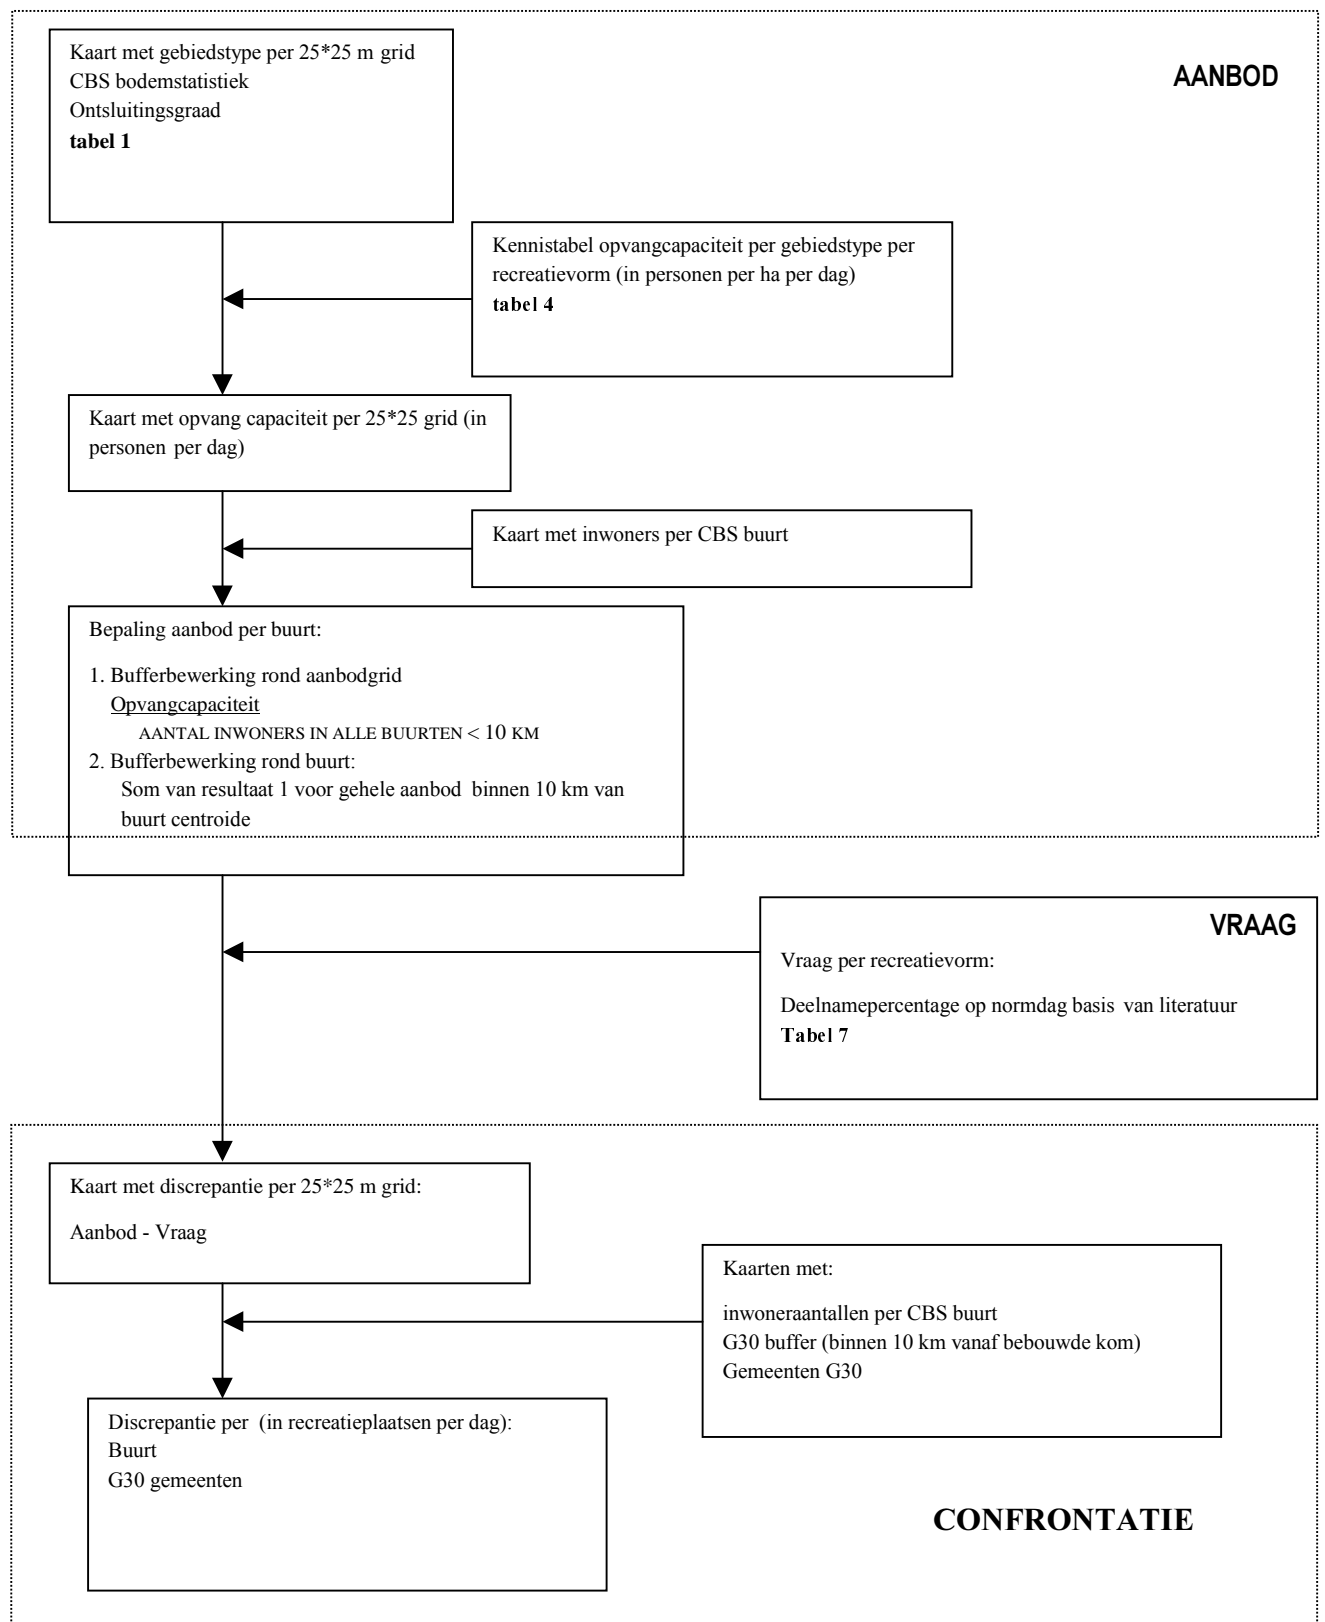 Kaart met gebiedstype per 25*25 m grid
CBS bodemstatistiek
Ontsluitingsgraad
tabel 1
AANBOD
Kennistabel opvangcapaciteit per gebiedstype per
recreatievorm (in personen per ha per dag)
tabel 4
Kaart met opvang capaciteit per 25*25 grid (in
personen per dag)
Kaart met inwoners per CBS buurt
Bepaling aanbod per buurt:
1. Bufferbewerking rond aanbodgrid
Opvangcapaciteit
AANTAL INWONERS IN ALLE BUURTEN < 10 KM
2. Bufferbewerking rond buurt:
Som van resultaat 1 voor gehele aanbod binnen 10 km van
buurt centroide
VRAAG
Vraag per recreatievorm:
Deelnamepercentage op normdag basis van literatuur
Tabel 7
Kaart met discrepantie per 25*25 m grid:
Aanbod - Vraag
Kaarten met:
inwoneraantallen per CBS buurt
G30 buffer (binnen 10 km vanaf bebouwde kom)
Gemeenten G30
Discrepantie per (in recreatieplaatsen per dag):
Buurt
G30 gemeenten
CONFRONTATIE